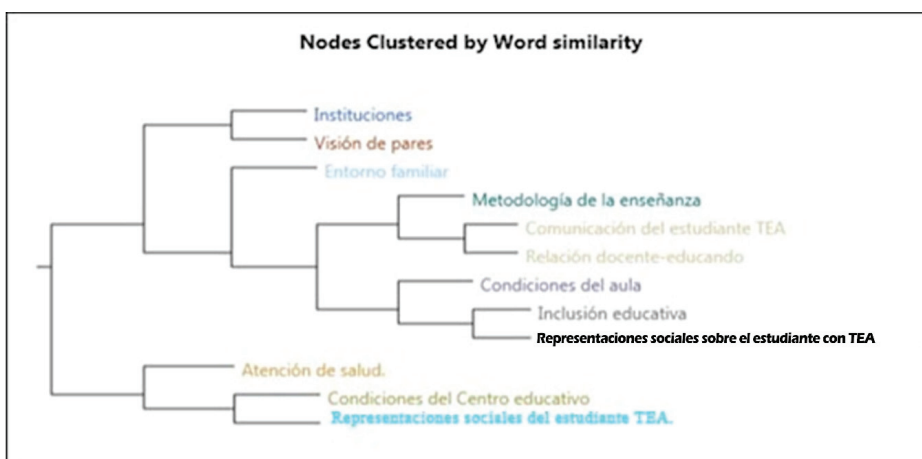 Nodes Clustered by Word similarity
Instituciones
Visión de pares
Entorno familiar
Metodología de la enseñanza
Comunicación del estudiante TEA
Relación docente-educando
Condiciones del aula
Inclusión educativa
Representaciones sociales sobre el estudiante con TEA
Atención de salud.
Condiciones del Centro educativo
Representaciones sociales del estudiante TEA.